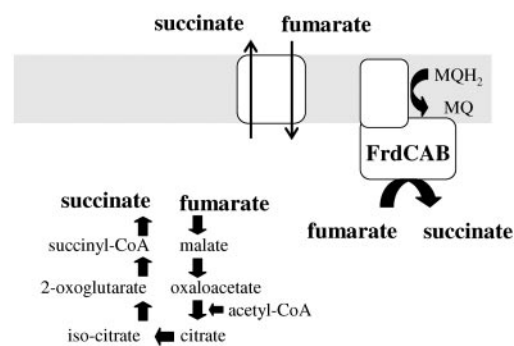 succinate fumarate
MQH₂
MQ
FrdCAB
fumarate succinate
succinate fumarate
succinyl-CoA malate
2-oxoglutarate oxaloacetate
acetyl-CoA
iso-citrate citrate